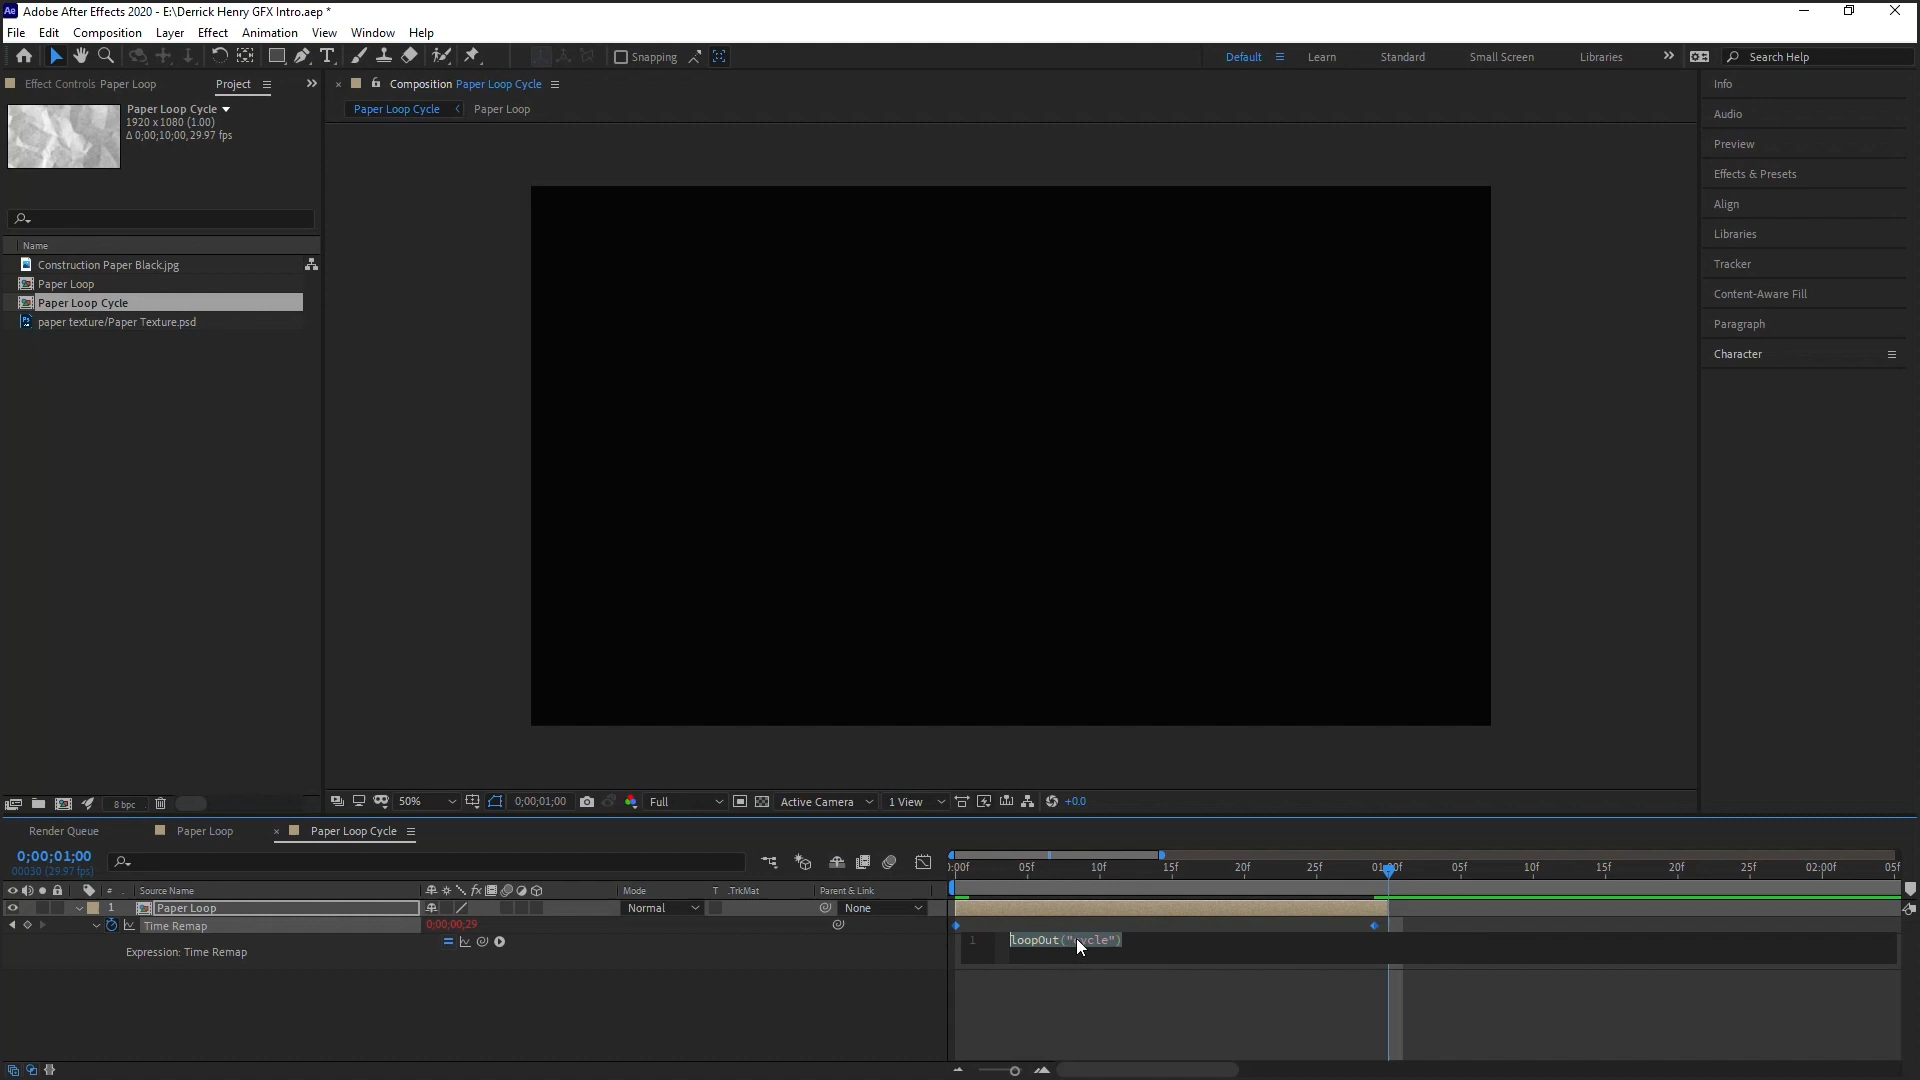 Ae Adobe After Effects 2020 - E:\Derrick Henry GFX Intro.aep *
File Edit Composition Layer Effect Animation View Window Help
Snapping Default Learn Standard Small Screen Libraries Search Help
Effect Controls Paper Loop Project
Composition Paper Loop Cycle
Paper Loop Cycle Paper Loop
Paper Loop Cycle
1920 x 1080 (1.00)
Δ 0;00;10;00, 29.97 fps
Name
Construction Paper Black.jpg
Paper Loop
Paper Loop Cycle
paper texture/Paper Texture.psd
Info
Audio
Preview
Effects & Presets
Align
Libraries
Tracker
Content-Aware Fill
Paragraph
Character
8 bpc 50% 0;00;01;00 Full Active Camera 1 View +0.0
Render Queue Paper Loop Paper Loop Cycle
0;00;01;00
00030 (29.97 fps)
:00f 05f 10f 15f 20f 25f 01:00f 05f 10f 15f 20f 25f 02:00f 05f
# Source Name fx Mode T .TrkMat Parent & Link
1 Paper Loop Normal None
Time Remap 0;00;00;29
1 loopOut("cycle")
Expression: Time Remap